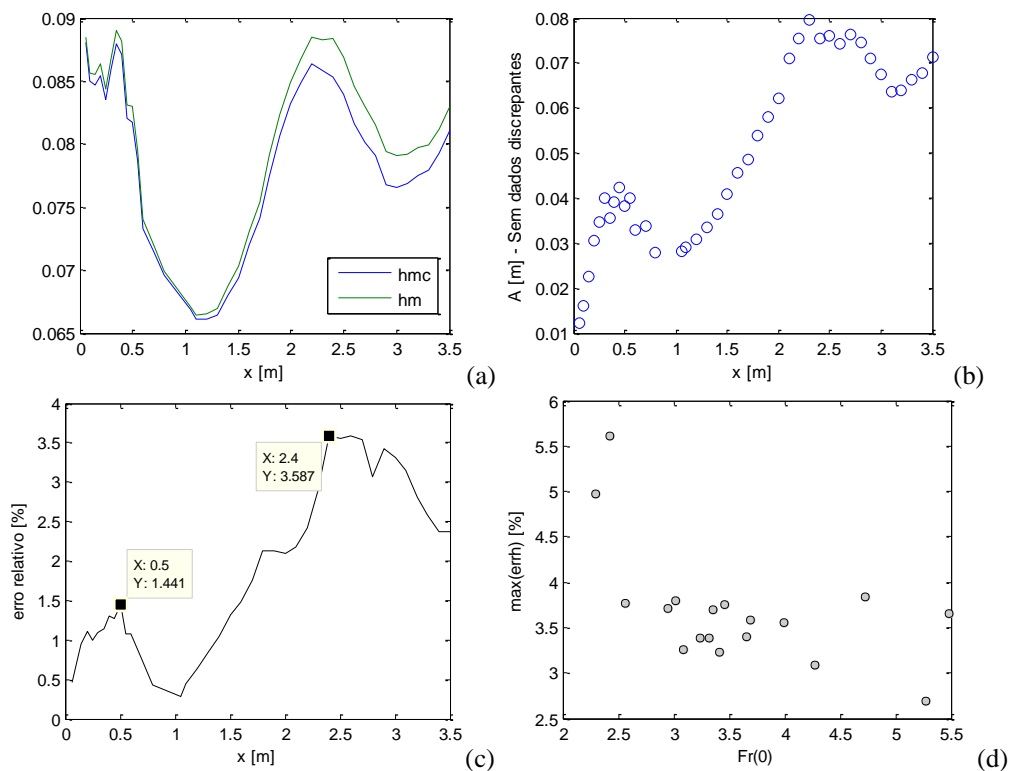 0.09
0.085
0.08
0.075
0.07
0.065
0 0.5 1 1.5 2 2.5 3 3.5
x [m]
hmc
hm
(a)
A [m] - Sem dados discrepantes
0.08
0.07
0.06
0.05
0.04
0.03
0.02
0.01
0 0.5 1 1.5 2 2.5 3 3.5
x [m]
(b)
erro relativo [%]
4
3.5
3
2.5
2
1.5
1
0.5
0
X: 2.4
Y: 3.587
X: 0.5
Y: 1.441
0 0.5 1 1.5 2 2.5 3 3.5
x [m]
(c)
max(errh) [%]
6
5.5
5
4.5
4
3.5
3
2.5
2 2.5 3 3.5 4 4.5 5 5.5
Fr(0)
(d)